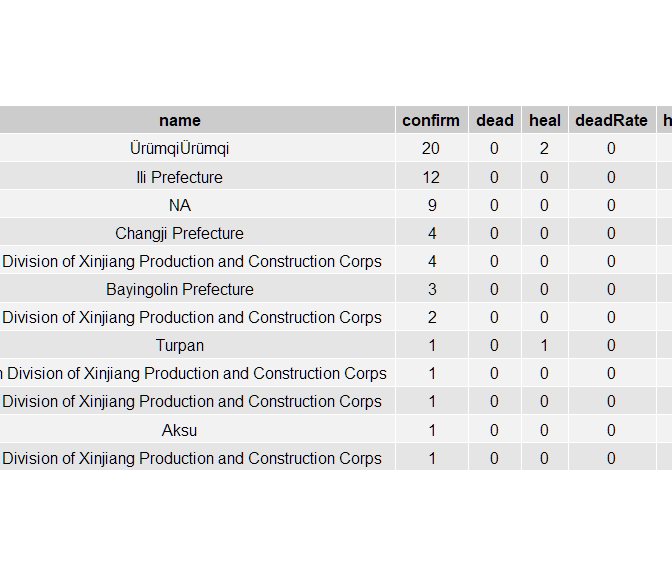 name confirm dead heal deadRate
ÜrümqiÜrümqi 20 0 2 0
Ili Prefecture 12 0 0 0
NA 9 0 0 0
Changji Prefecture 4 0 0 0
Division of Xinjiang Production and Construction Corps 4 0 0 0
Bayingolin Prefecture 3 0 0 0
Division of Xinjiang Production and Construction Corps 2 0 0 0
Turpan 1 0 1 0
Division of Xinjiang Production and Construction Corps 1 0 0 0
Division of Xinjiang Production and Construction Corps 1 0 0 0
Aksu 1 0 0 0
Division of Xinjiang Production and Construction Corps 1 0 0 0